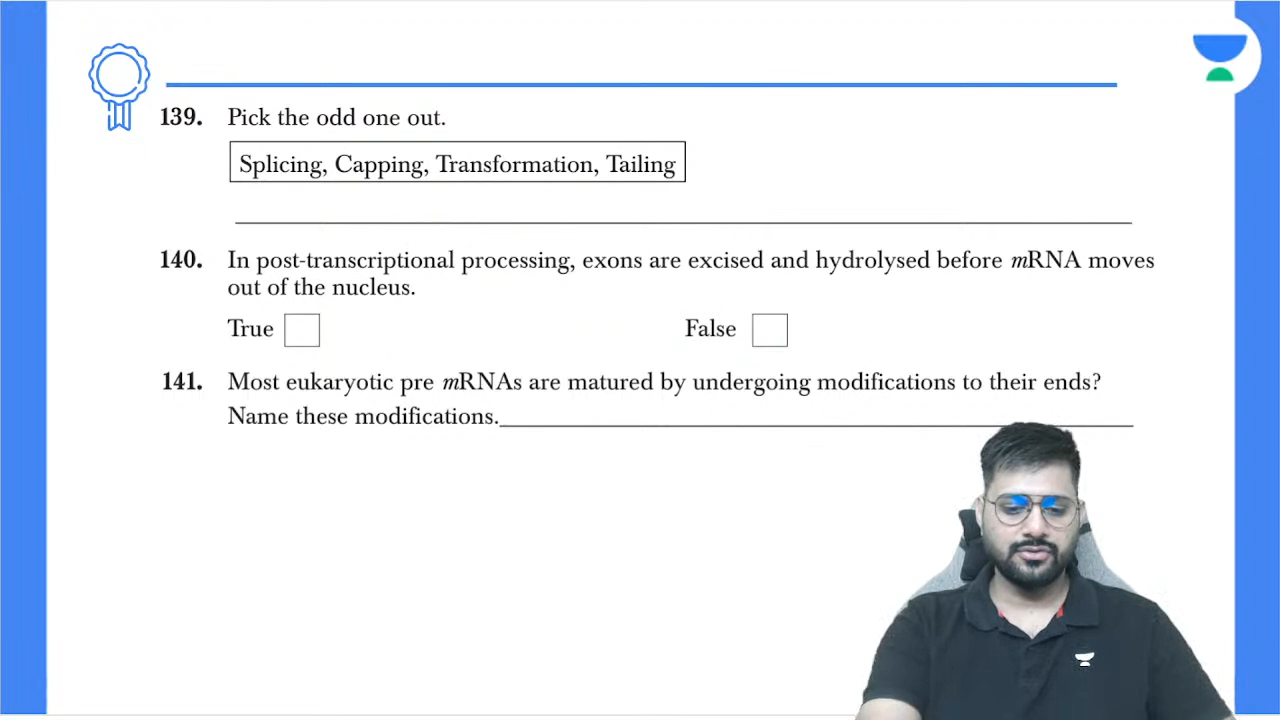 139. Pick the odd one out.
Splicing, Capping, Transformation, Tailing
140. In post-transcriptional processing, exons are excised and hydrolysed before mRNA moves
out of the nucleus.
True False
141. Most eukaryotic pre mRNAs are matured by undergoing modifications to their ends?
Name these modifications.